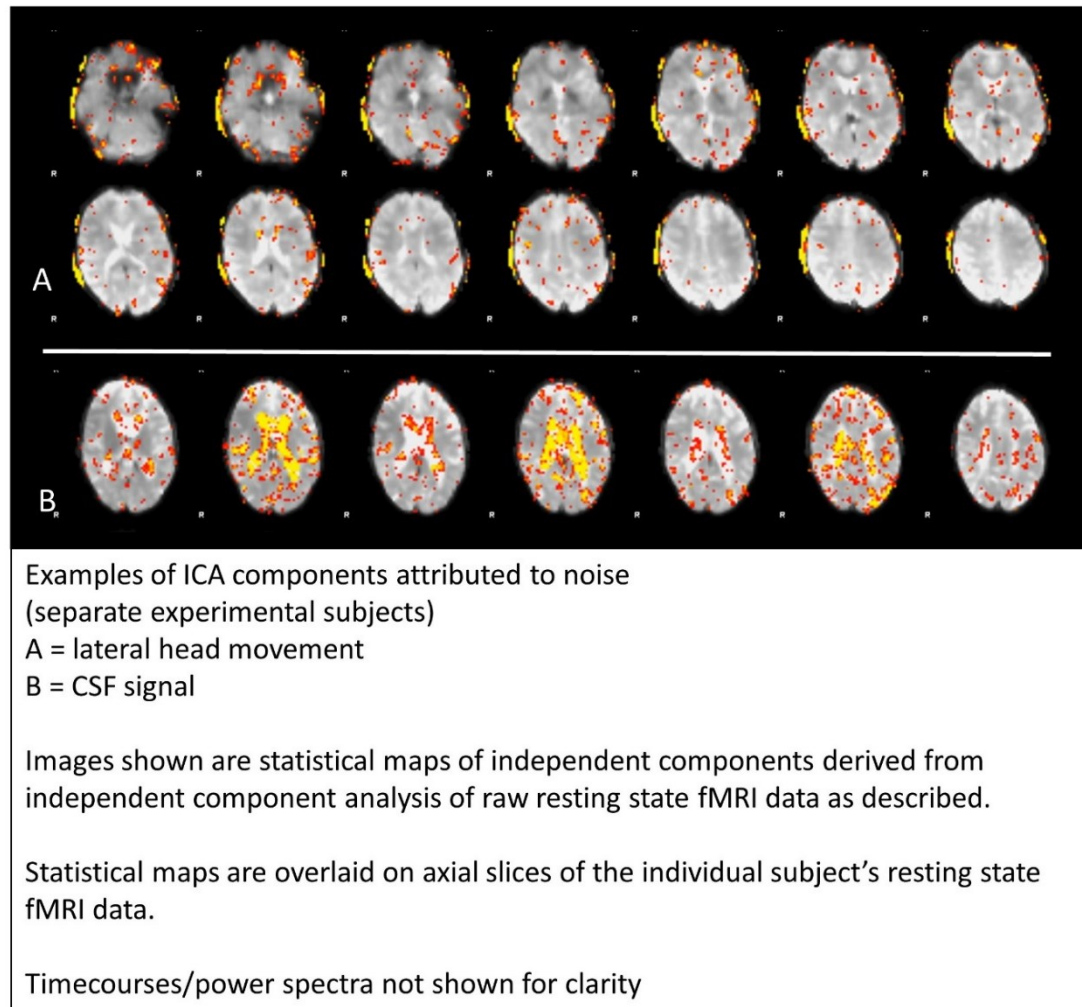 R R R R R R R
A
R R R R R R R
B
R R R R R R R
Examples of ICA components attributed to noise
(separate experimental subjects)
A = lateral head movement
B = CSF signal
Images shown are statistical maps of independent components derived from
independent component analysis of raw resting state fMRI data as described.
Statistical maps are overlaid on axial slices of the individual subject’s resting state
fMRI data.
Timecourses/power spectra not shown for clarity